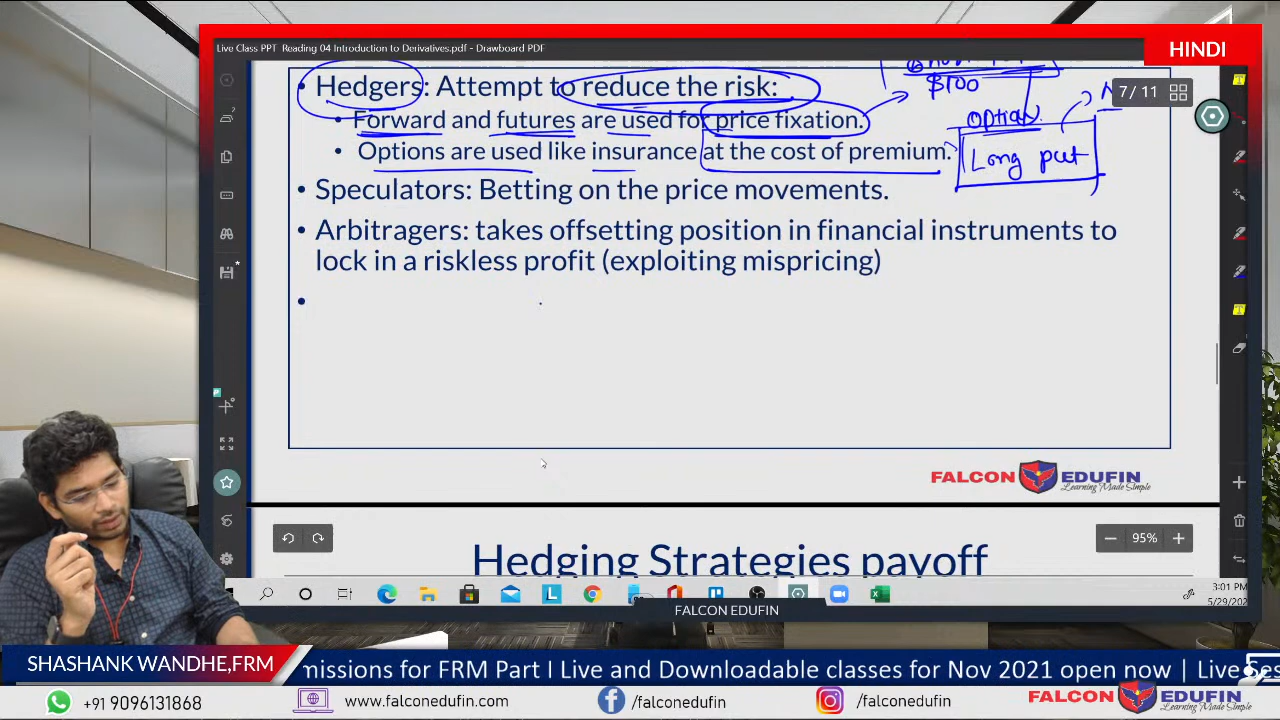 Live Class PPT Reading 04 Introduction to Derivatives.pdf - Drawboard PDF
HINDI
7 / 11
• Hedgers: Attempt to reduce the risk:
$100
• Forward and futures are used for price fixation.
option
• Options are used like insurance at the cost of premium.
Long put
• Speculators: Betting on the price movements.
• Arbitragers: takes offsetting position in financial instruments to
lock in a riskless profit (exploiting mispricing)
•
FALCON EDUFIN
Learning Made Simple
95%
Hedging Strategies payoff
3:01 PM
5/29/202
FALCON EDUFIN
SHASHANK WANDHE,FRM
missions for FRM Part I Live and Downloadable classes for Nov 2021 open now | Live Ses
+91 9096131868
www.falconedufin.com
/falconedufin
/falconedufin
FALCON EDUFIN